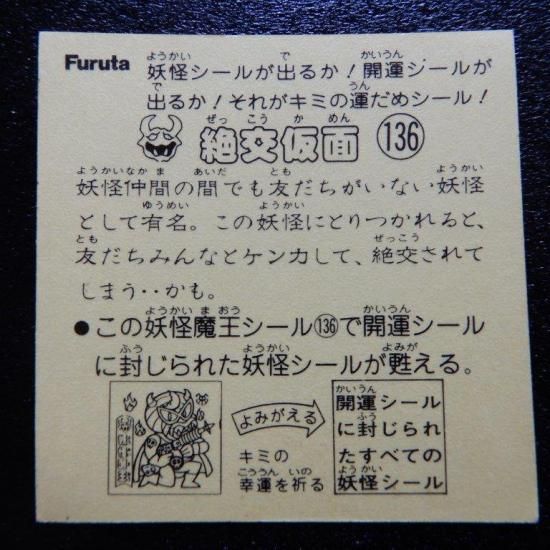 Furuta
妖怪シールが出るか！開運シールが
出るか！それがキミの運だめシール！
絶交仮面 136
妖怪仲間の間でも友だちがいない妖怪
として有名。この妖怪にとりつかれると、
友だちみんなとケンカして、絶交されて
しまう‥かも。
●この妖怪魔王シール136で開運シール
に封じられた妖怪シールが甦える。
よみがえる
キミの
幸運を祈る
開運シール
に封じられ
たすべての
妖怪シール